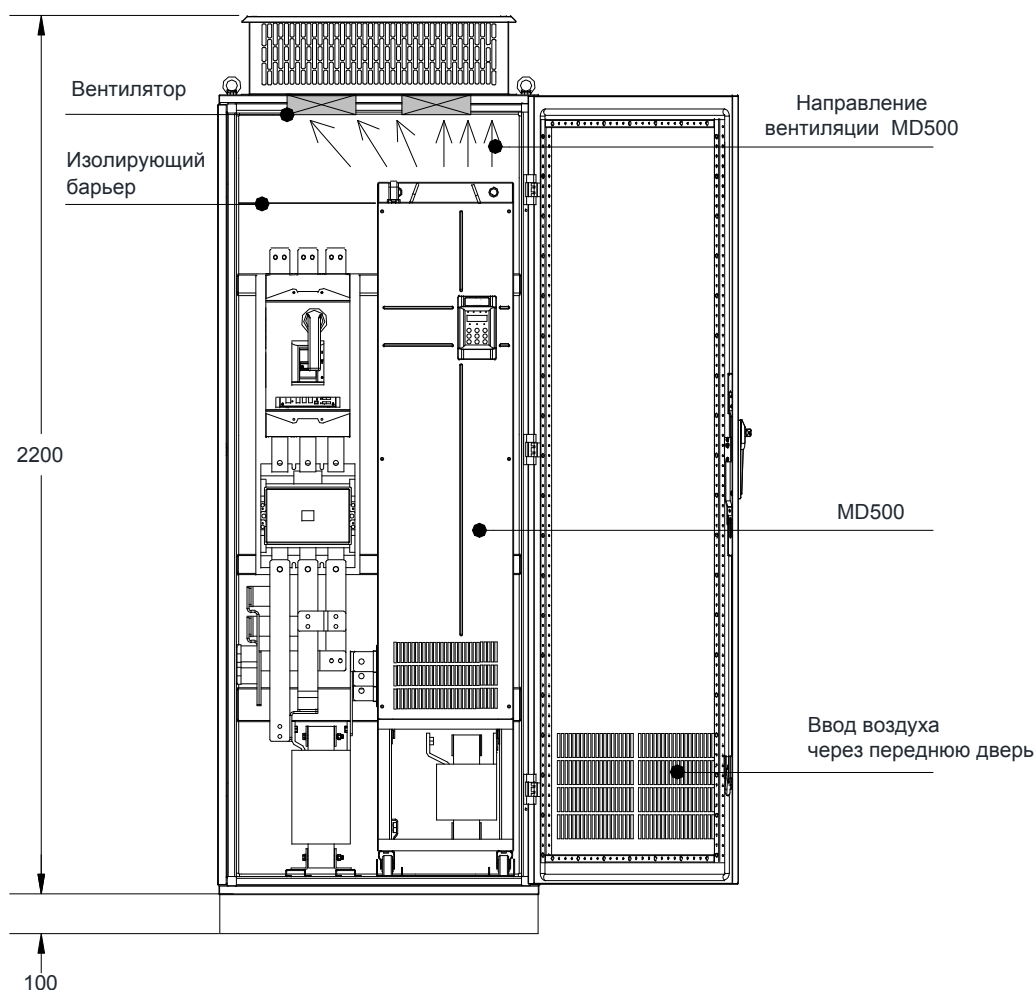 Вентилятор
Изолирующий
барьер
Направление
вентиляции MD500
2200
MD500
Ввод воздуха
через переднюю дверь
100